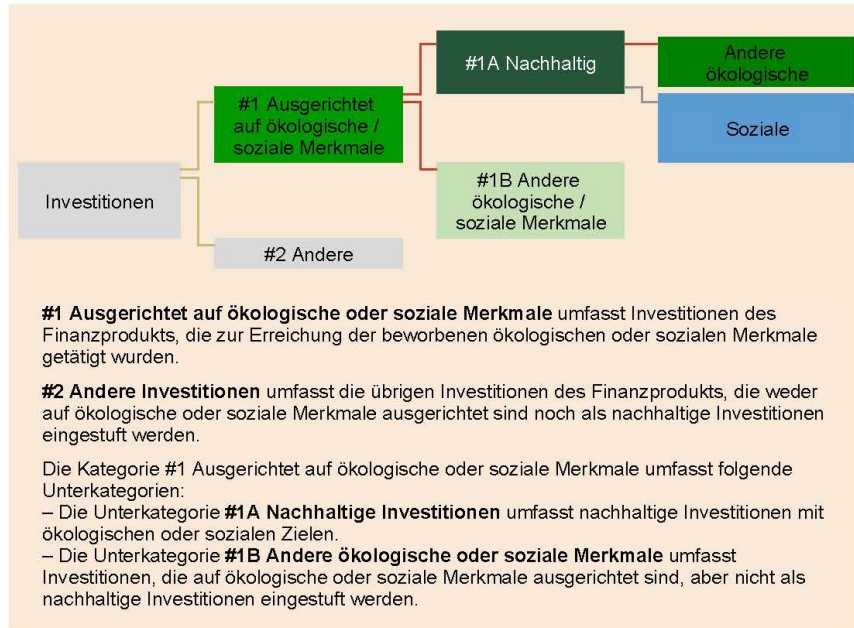 #1A Nachhaltig
Andere
ökologische
Soziale
#1 Ausgerichtet
auf ökologische /
soziale Merkmale
#1B Andere
ökologische /
soziale Merkmale
Investitionen
#2 Andere
#1 Ausgerichtet auf ökologische oder soziale Merkmale umfasst Investitionen des
Finanzprodukts, die zur Erreichung der beworbenen ökologischen oder sozialen Merkmale
getätigt wurden.
#2 Andere Investitionen umfasst die übrigen Investitionen des Finanzprodukts, die weder
auf ökologische oder soziale Merkmale ausgerichtet sind noch als nachhaltige Investitionen
eingestuft werden.
Die Kategorie #1 Ausgerichtet auf ökologische oder soziale Merkmale umfasst folgende
Unterkategorien:
– Die Unterkategorie #1A Nachhaltige Investitionen umfasst nachhaltige Investitionen mit
ökologischen oder sozialen Zielen.
– Die Unterkategorie #1B Andere ökologische oder soziale Merkmale umfasst
Investitionen, die auf ökologische oder soziale Merkmale ausgerichtet sind, aber nicht als
nachhaltige Investitionen eingestuft werden.